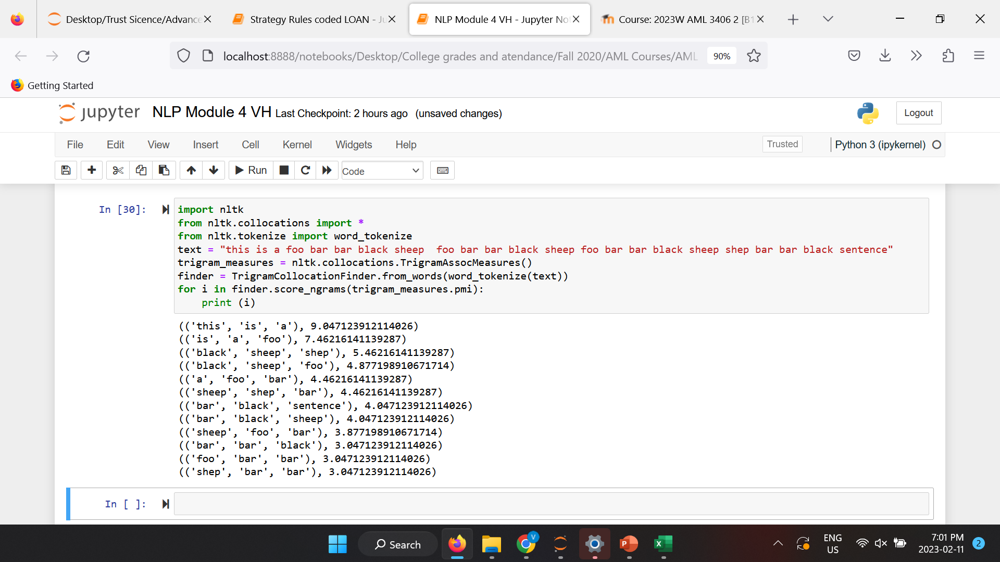 Desktop/Trust Sicence/Advance
Strategy Rules coded LOAN - Ju
NLP Module 4 VH - Jupyter No
Course: 2023W AML 3406 2 [B1
localhost:8888/notebooks/Desktop/College grades and atendance/Fall 2020/AML Courses/AML
90%
Getting Started
jupyter NLP Module 4 VH Last Checkpoint: 2 hours ago (unsaved changes)
Logout
File Edit View Insert Cell Kernel Widgets Help
Trusted
Python 3 (ipykernel)
Run
Code
In [30]:
import nltk
from nltk.collocations import *
from nltk.tokenize import word_tokenize
text = "this is a foo bar bar black sheep  foo bar bar black sheep foo bar bar black sheep shep bar bar black sentence"
trigram_measures = nltk.collocations.TrigramAssocMeasures()
finder = TrigramCollocationFinder.from_words(word_tokenize(text))
for i in finder.score_ngrams(trigram_measures.pmi):
    print (i)
(('this', 'is', 'a'), 9.047123912114026)
(('is', 'a', 'foo'), 7.46216141139287)
(('black', 'sheep', 'shep'), 5.46216141139287)
(('black', 'sheep', 'foo'), 4.877198910671714)
(('a', 'foo', 'bar'), 4.46216141139287)
(('sheep', 'shep', 'bar'), 4.46216141139287)
(('bar', 'black', 'sentence'), 4.047123912114026)
(('bar', 'black', 'sheep'), 4.047123912114026)
(('sheep', 'foo', 'bar'), 3.877198910671714)
(('bar', 'bar', 'black'), 3.047123912114026)
(('foo', 'bar', 'bar'), 3.047123912114026)
(('shep', 'bar', 'bar'), 3.047123912114026)
In [ ]:
Search
V
P
X
ENG
US
7:01 PM
2023-02-11
2